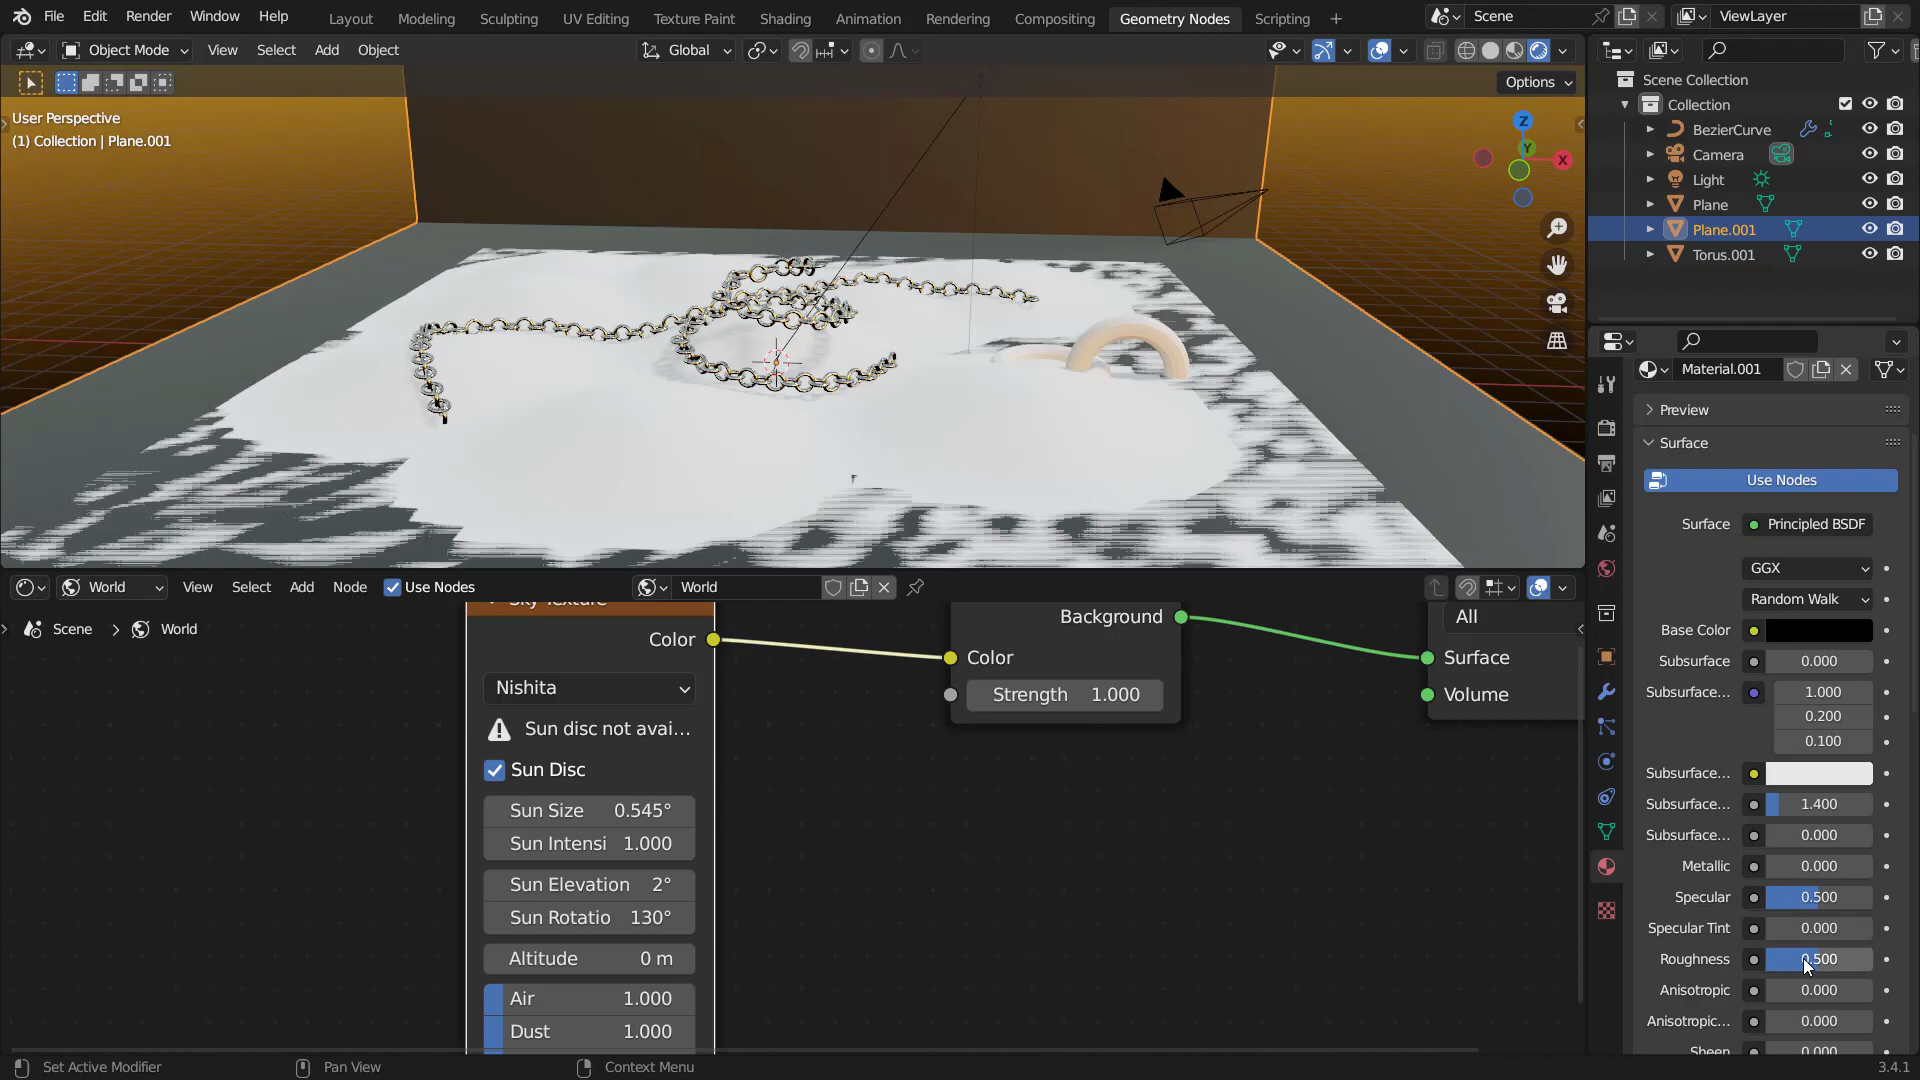 File Edit Render Window Help Layout Modeling Sculpting UV Editing Texture Paint Shading Animation Rendering Compositing Geometry Nodes Scripting + Scene ViewLayer
Object Mode View Select Add Object Global
Options
User Perspective
(1) Collection | Plane.001
Z
Y
X
Scene Collection
Collection
BezierCurve
Camera
Light
Plane
Plane.001
Torus.001
Material.001
Preview
Surface
Use Nodes
Surface Principled BSDF
GGX
Random Walk
Base Color
Subsurface 0.000
Subsurface... 1.000
0.200
0.100
Subsurface...
Subsurface... 1.400
Subsurface... 0.000
Metallic 0.000
Specular 0.500
Specular Tint 0.000
Roughness 0.500
Anisotropic 0.000
Anisotropic... 0.000
Sheen 0.000
World View Select Add Node Use Nodes World
Scene > World
Sky Texture
Color
Nishita
Sun disc not avai...
Sun Disc
Sun Size 0.545°
Sun Intensi 1.000
Sun Elevation 2°
Sun Rotatio 130°
Altitude 0 m
Air 1.000
Dust 1.000
Background
Color
Strength 1.000
All
Surface
Volume
Set Active Modifier Pan View Context Menu 3.4.1